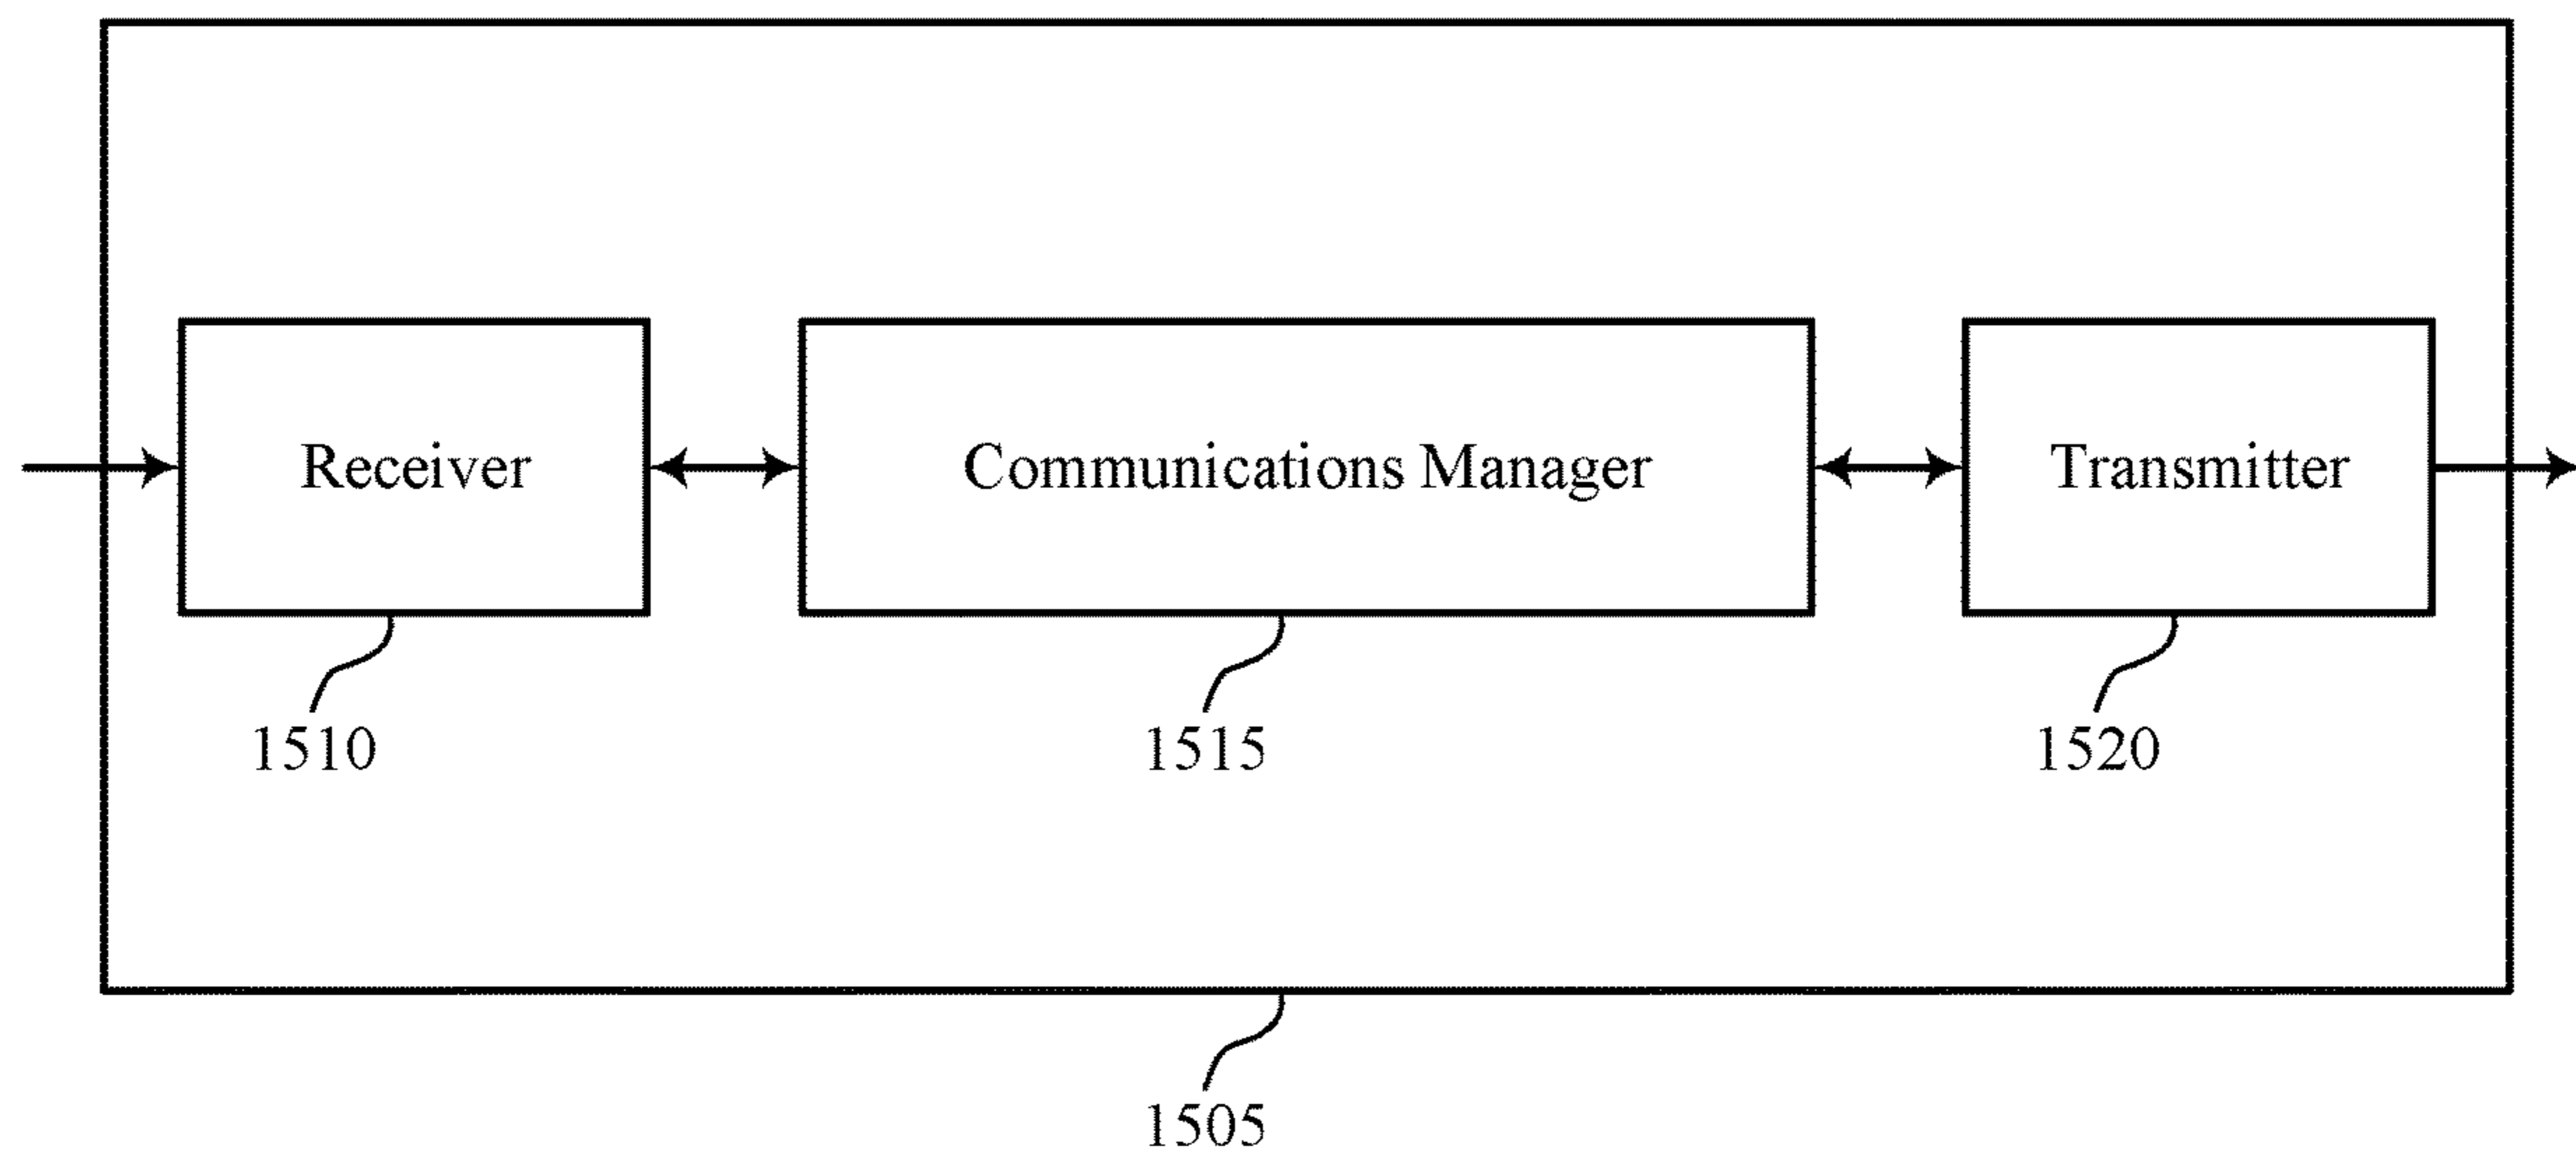 Receiver
Communications Manager
Transmitter
1510
1515
1520
1505